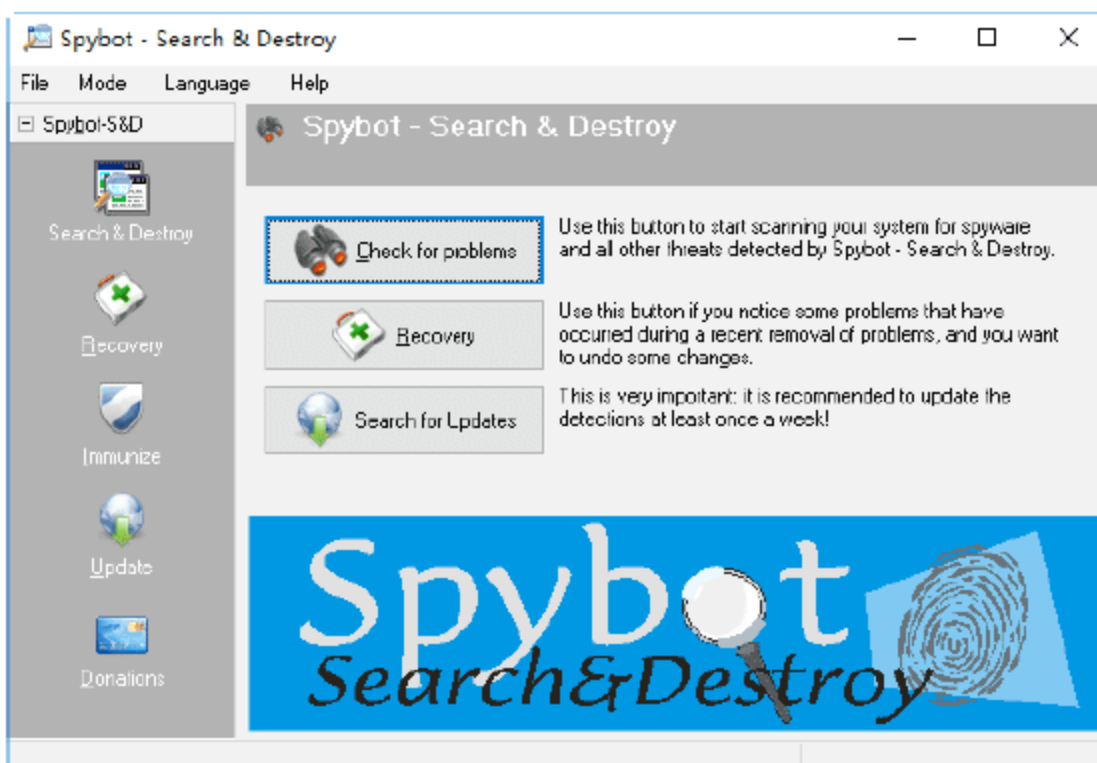 Spybot - Search & Destroy
File Mode Language Help
Spybot-S&D
Spybot - Search & Destroy
Search & Destroy
Recovery
Immunize
Update
Donations
Check for problems
Use this button to start scanning your system for spyware
and all other threats detected by Spybot - Search & Destroy.
Recovery
Use this button if you notice some problems that have
occurred during a recent removal of problems, and you want
to undo some changes.
Search for Updates
This is very important: it is recommended to update the
detections at least once a week!
Spybot
Search&Destroy